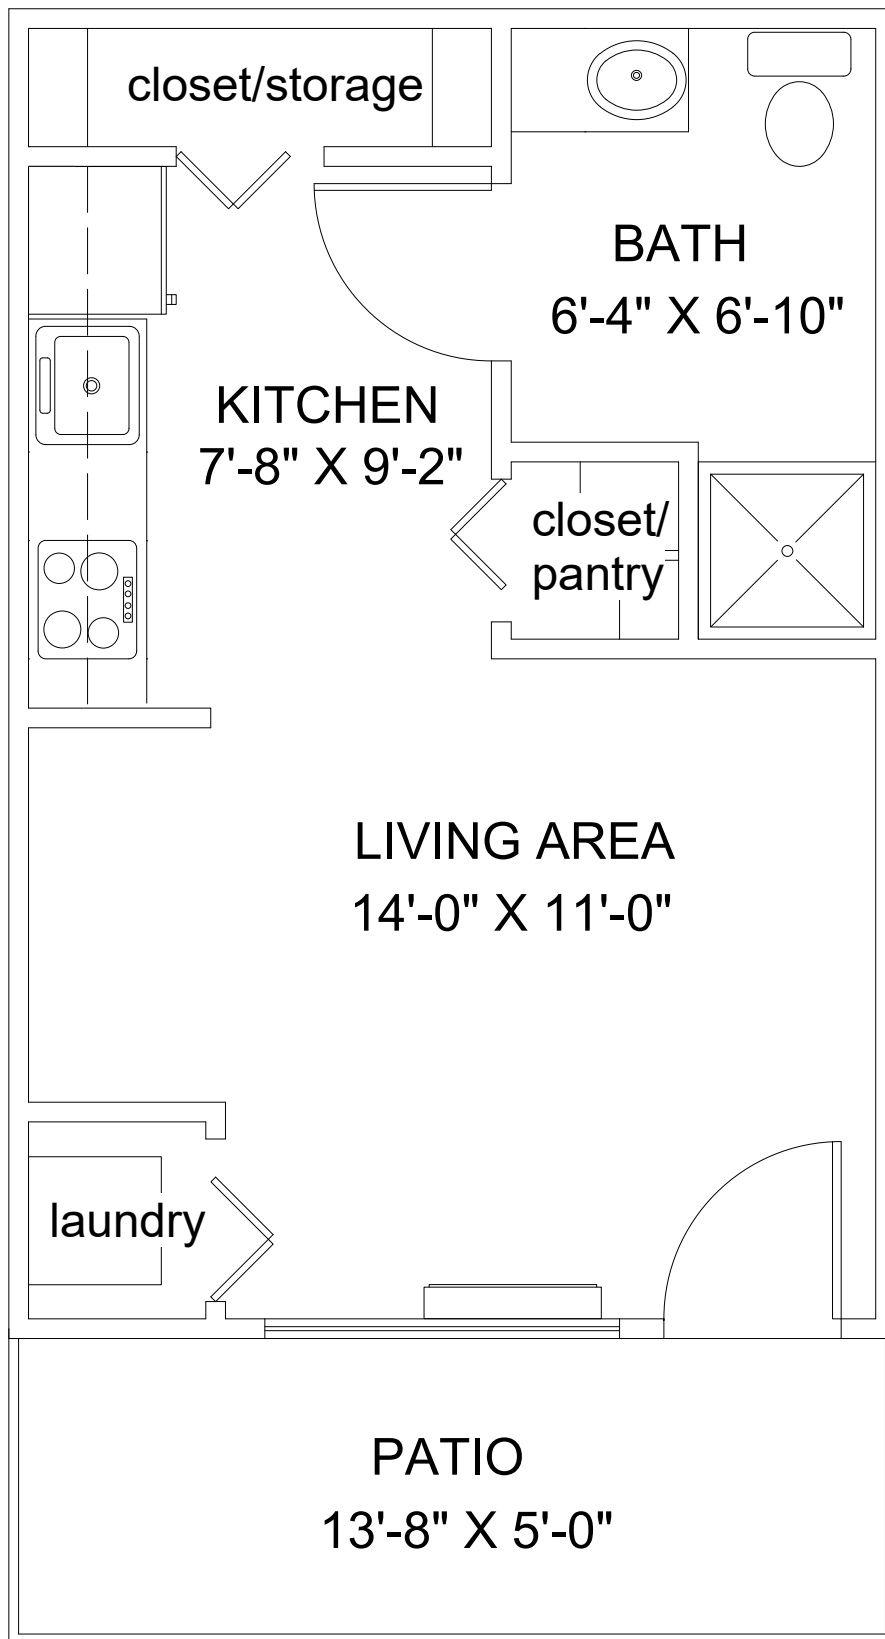 closet/storage
BATH
6'-4" X 6'-10"
KITCHEN
7'-8" X 9'-2"
closet/
pantry
LIVING AREA
14'-0" X 11'-0"
laundry
PATIO
13'-8" X 5'-0"